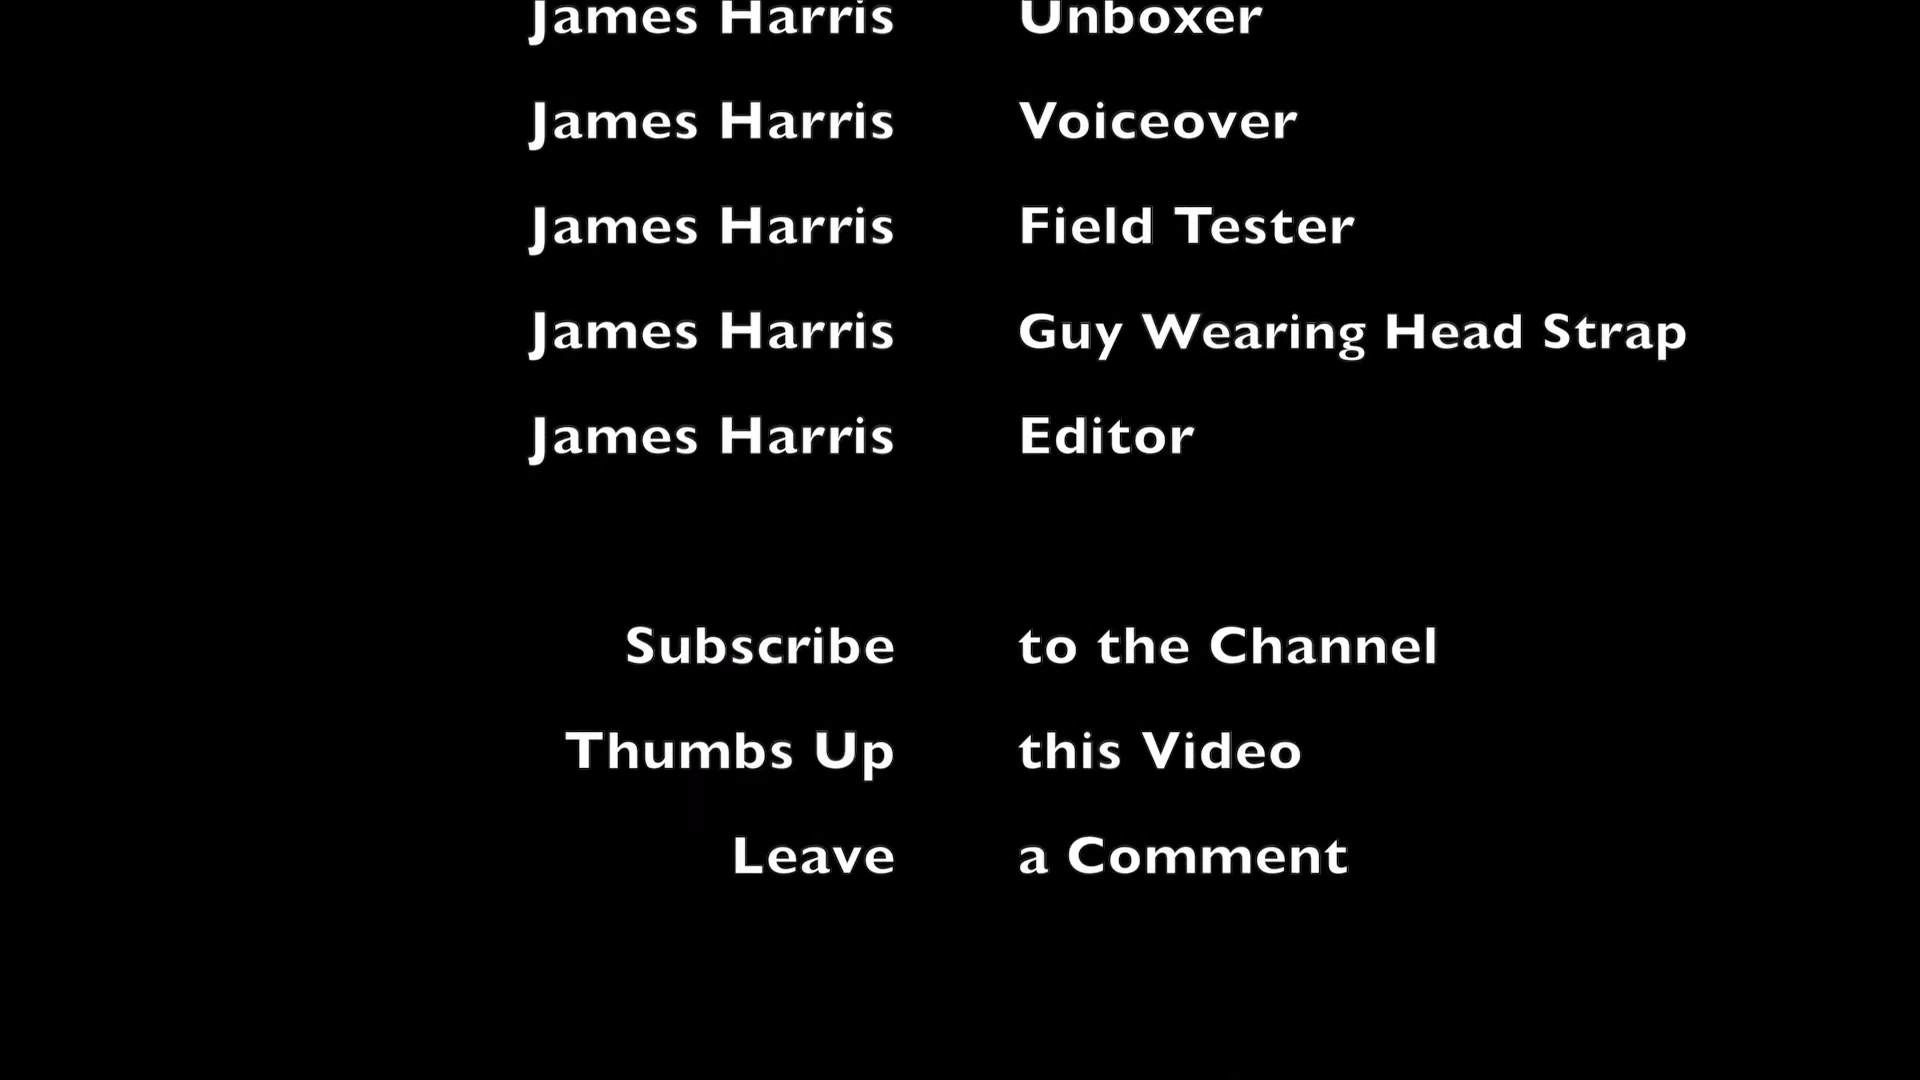 James Harris Unboxer
James Harris Voiceover
James Harris Field Tester
James Harris Guy Wearing Head Strap
James Harris Editor
Subscribe to the Channel
Thumbs Up this Video
Leave a Comment